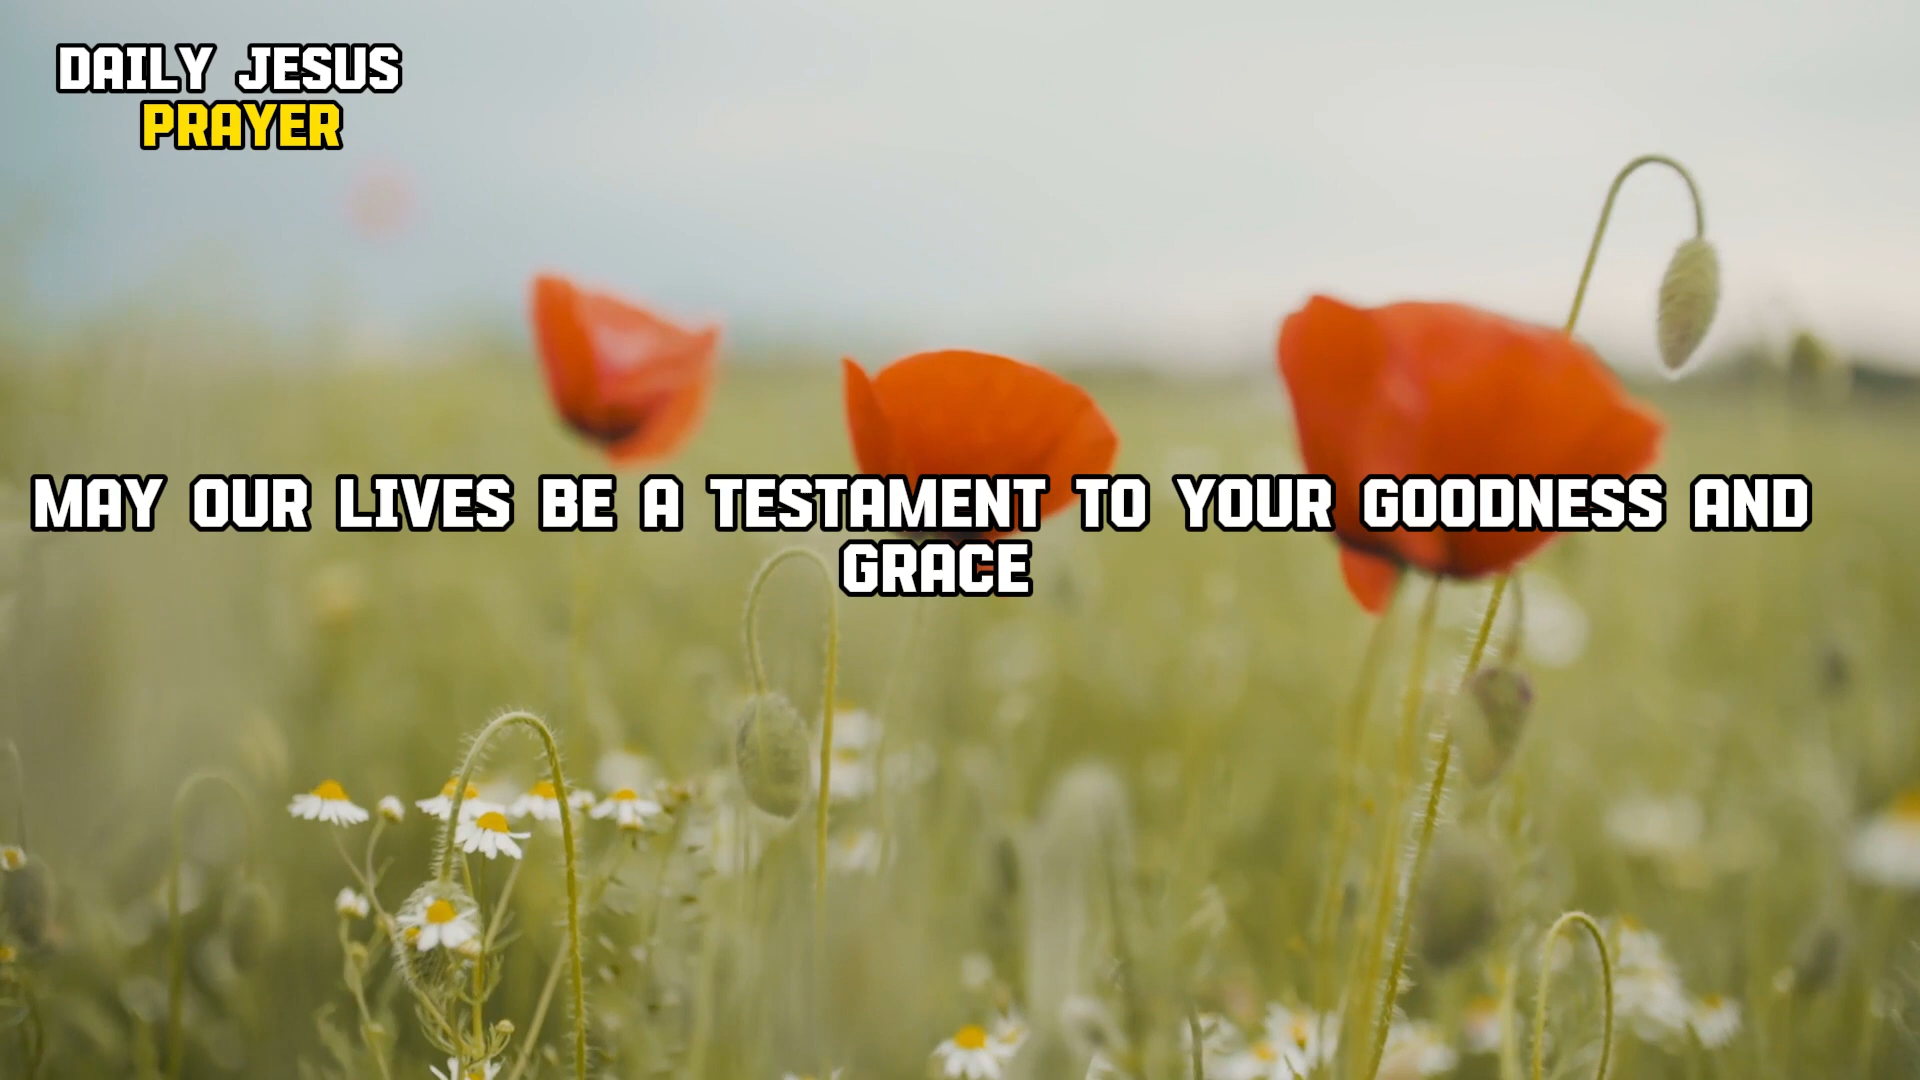 DAILY JESUS
PRAYER
MAY OUR LIVES BE A TESTAMENT TO YOUR GOODNESS AND
GRACE